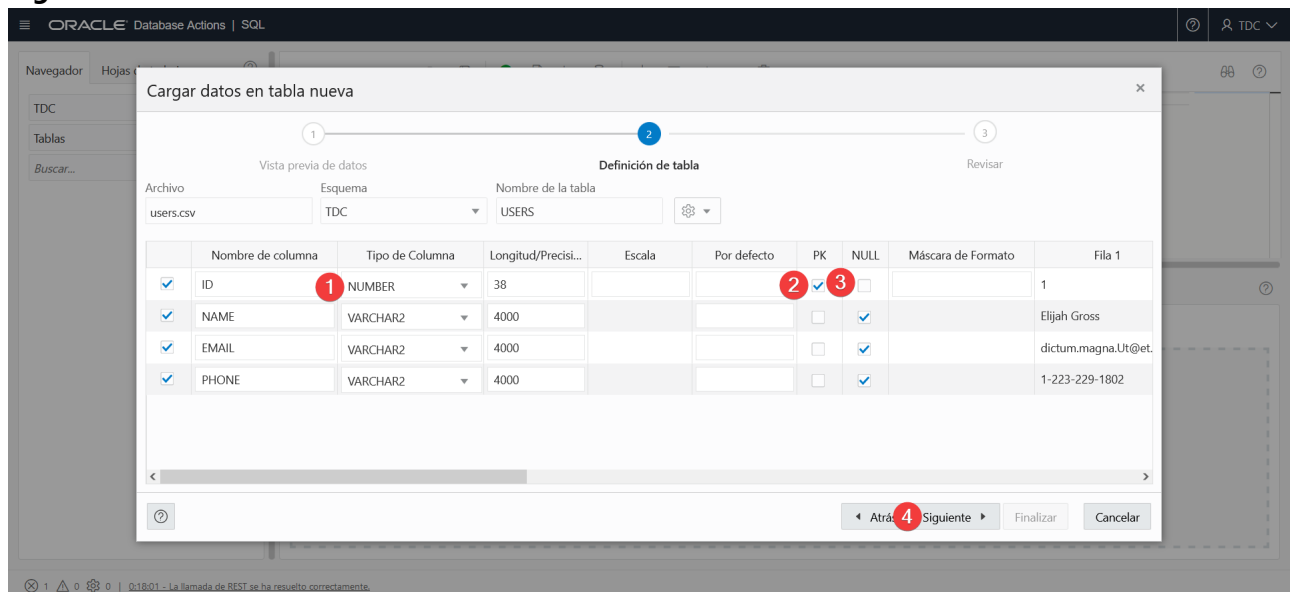 ORACLE Database Actions | SQL
TDC
Navegador Hojas
TDC
Tablas
Buscar...
Cargar datos en tabla nueva
1 2 3
Vista previa de datos Definición de tabla Revisar
Archivo Esquema Nombre de la tabla
users.csv TDC USERS
Nombre de columna Tipo de Columna Longitud/Precisi... Escala Por defecto PK NULL Máscara de Formato Fila 1
ID 1 NUMBER 38 2 3 1
NAME VARCHAR2 4000 Elijah Gross
EMAIL VARCHAR2 4000 dictum.magna.Ut@et.
PHONE VARCHAR2 4000 1-223-229-1802
Atrás 4 Siguiente Finalizar Cancelar
1 0 0 | 0:18:01 - La llamada de REST se ha resuelto correctamente.